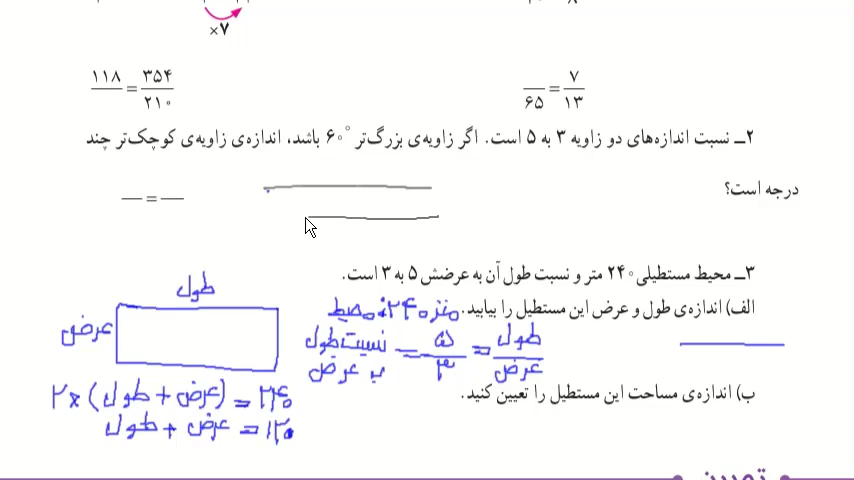 ×۷
۱۱۸ = ۳۵۴/۲۱۰
/۶۵ = ۷/۱۳
۲ــ نسبت اندازه‌های دو زاویه ۳ به ۵ است. اگر زاویه‌ی بزرگ‌تر ۶۰° باشد، اندازه‌ی زاویه‌ی کوچک‌تر چند
درجه است؟
— = —
۳ــ محیط مستطیلی ۲۴۰ متر و نسبت طول آن به عرضش ۵ به ۳ است.
الف) اندازه‌ی طول و عرض این مستطیل را بیابید.
محیط :۲۴۰ متر
نسبت طول به عرض = ۵/۳ = طول/عرض
طول
عرض
۲×(طول + عرض) = ۲۴۰
طول + عرض = ۱۲۰
ب) اندازه‌ی مساحت این مستطیل را تعیین کنید.